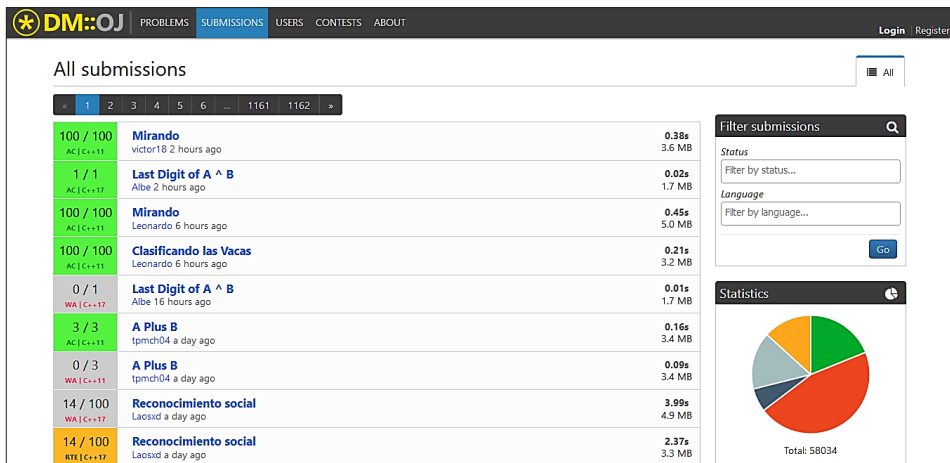 DM::OJ PROBLEMS SUBMISSIONS USERS CONTESTS ABOUT
Login Register
All submissions
All
« 1 2 3 4 5 6 ... 1161 1162 »
100 / 100 Mirando 0.38s
AC | C++11 victor18 2 hours ago 3.6 MB
1 / 1 Last Digit of A ^ B 0.02s
AC | C++17 Albe 2 hours ago 1.7 MB
100 / 100 Mirando 0.45s
AC | C++11 Leonardo 6 hours ago 5.0 MB
100 / 100 Clasificando las Vacas 0.21s
AC | C++11 Leonardo 6 hours ago 3.2 MB
0 / 1 Last Digit of A ^ B 0.01s
WA | C++17 Albe 16 hours ago 1.7 MB
3 / 3 A Plus B 0.16s
AC | C++11 tpmch04 a day ago 3.4 MB
0 / 3 A Plus B 0.09s
WA | C++11 tpmch04 a day ago 3.4 MB
14 / 100 Reconocimiento social 3.99s
WA | C++17 Laosxd a day ago 4.9 MB
14 / 100 Reconocimiento social 2.37s
RTE | C++17 Laosxd a day ago 3.3 MB
Filter submissions
Status
Filter by status...
Language
Filter by language...
Go
Statistics
Total: 58034